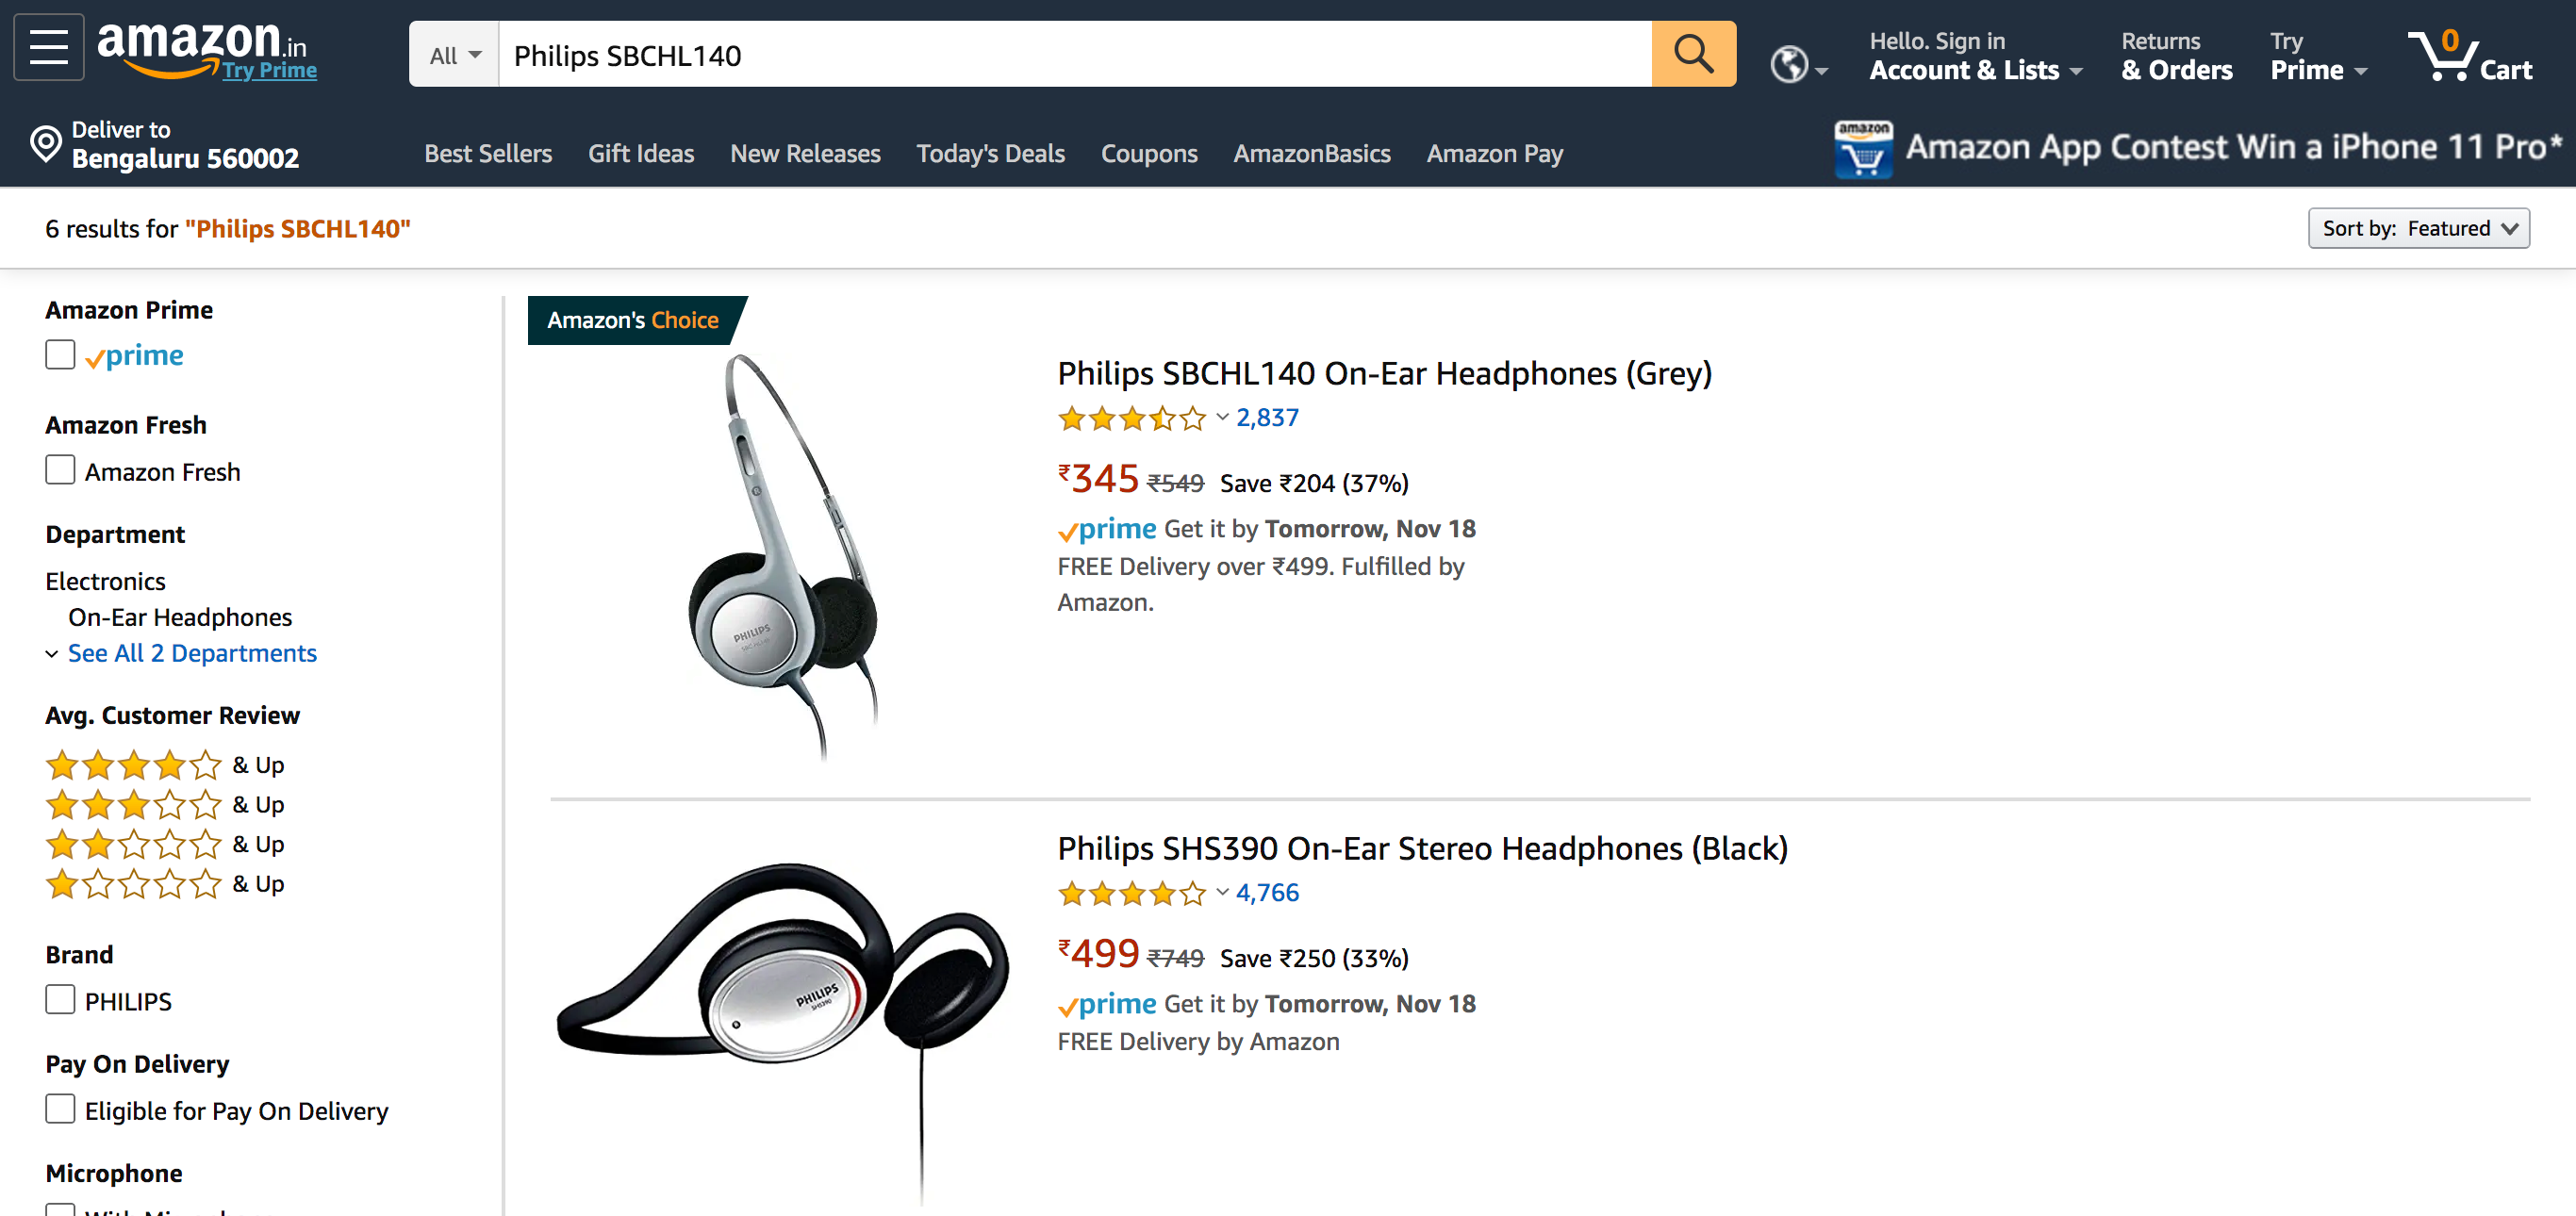 amazon.in
Try Prime
All
Philips SBCHL140
Hello. Sign in
Account & Lists
Returns
& Orders
Try
Prime
0
Cart
Deliver to
Bengaluru 560002
Best Sellers
Gift Ideas
New Releases
Today's Deals
Coupons
AmazonBasics
Amazon Pay
amazon
Amazon App Contest Win a iPhone 11 Pro*
6 results for "Philips SBCHL140"
Sort by: Featured
Amazon Prime
prime
Amazon Fresh
Amazon Fresh
Department
Electronics
On-Ear Headphones
See All 2 Departments
Avg. Customer Review
& Up
& Up
& Up
& Up
Brand
PHILIPS
Pay On Delivery
Eligible for Pay On Delivery
Microphone
With Microphone
Amazon's Choice
PHILIPS
Philips SBCHL140 On-Ear Headphones (Grey)
2,837
₹345 ₹549 Save ₹204 (37%)
prime Get it by Tomorrow, Nov 18
FREE Delivery over ₹499. Fulfilled by
Amazon.
PHILIPS
SHS390
Philips SHS390 On-Ear Stereo Headphones (Black)
4,766
₹499 ₹749 Save ₹250 (33%)
prime Get it by Tomorrow, Nov 18
FREE Delivery by Amazon